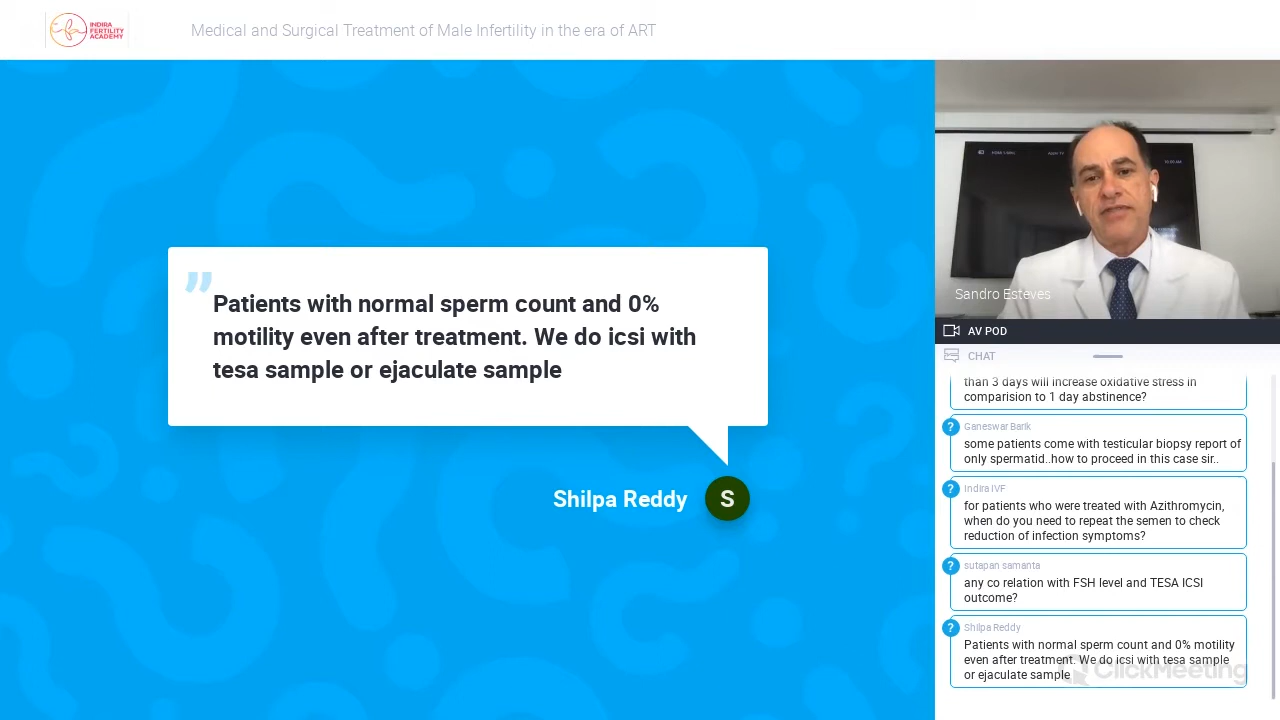 INDIRA
FERTILITY
ACADEMY
Medical and Surgical Treatment of Male Infertility in the era of ART
”
Patients with normal sperm count and 0%
motility even after treatment. We do icsi with
tesa sample or ejaculate sample
Shilpa Reddy
S
Sandro Esteves
AV POD
CHAT
than 3 days will increase oxidative stress in
comparision to 1 day abstinence?
?
Ganeswar Barik
some patients come with testicular biopsy report of
only spermatid..how to proceed in this case sir..
?
Indira IVF
for patients who were treated with Azithromycin,
when do you need to repeat the semen to check
reduction of infection symptoms?
?
sutapan samanta
any co relation with FSH level and TESA ICSI
outcome?
?
Shilpa Reddy
Patients with normal sperm count and 0% motility
even after treatment. We do icsi with tesa sample
or ejaculate sample
ClickMeeting